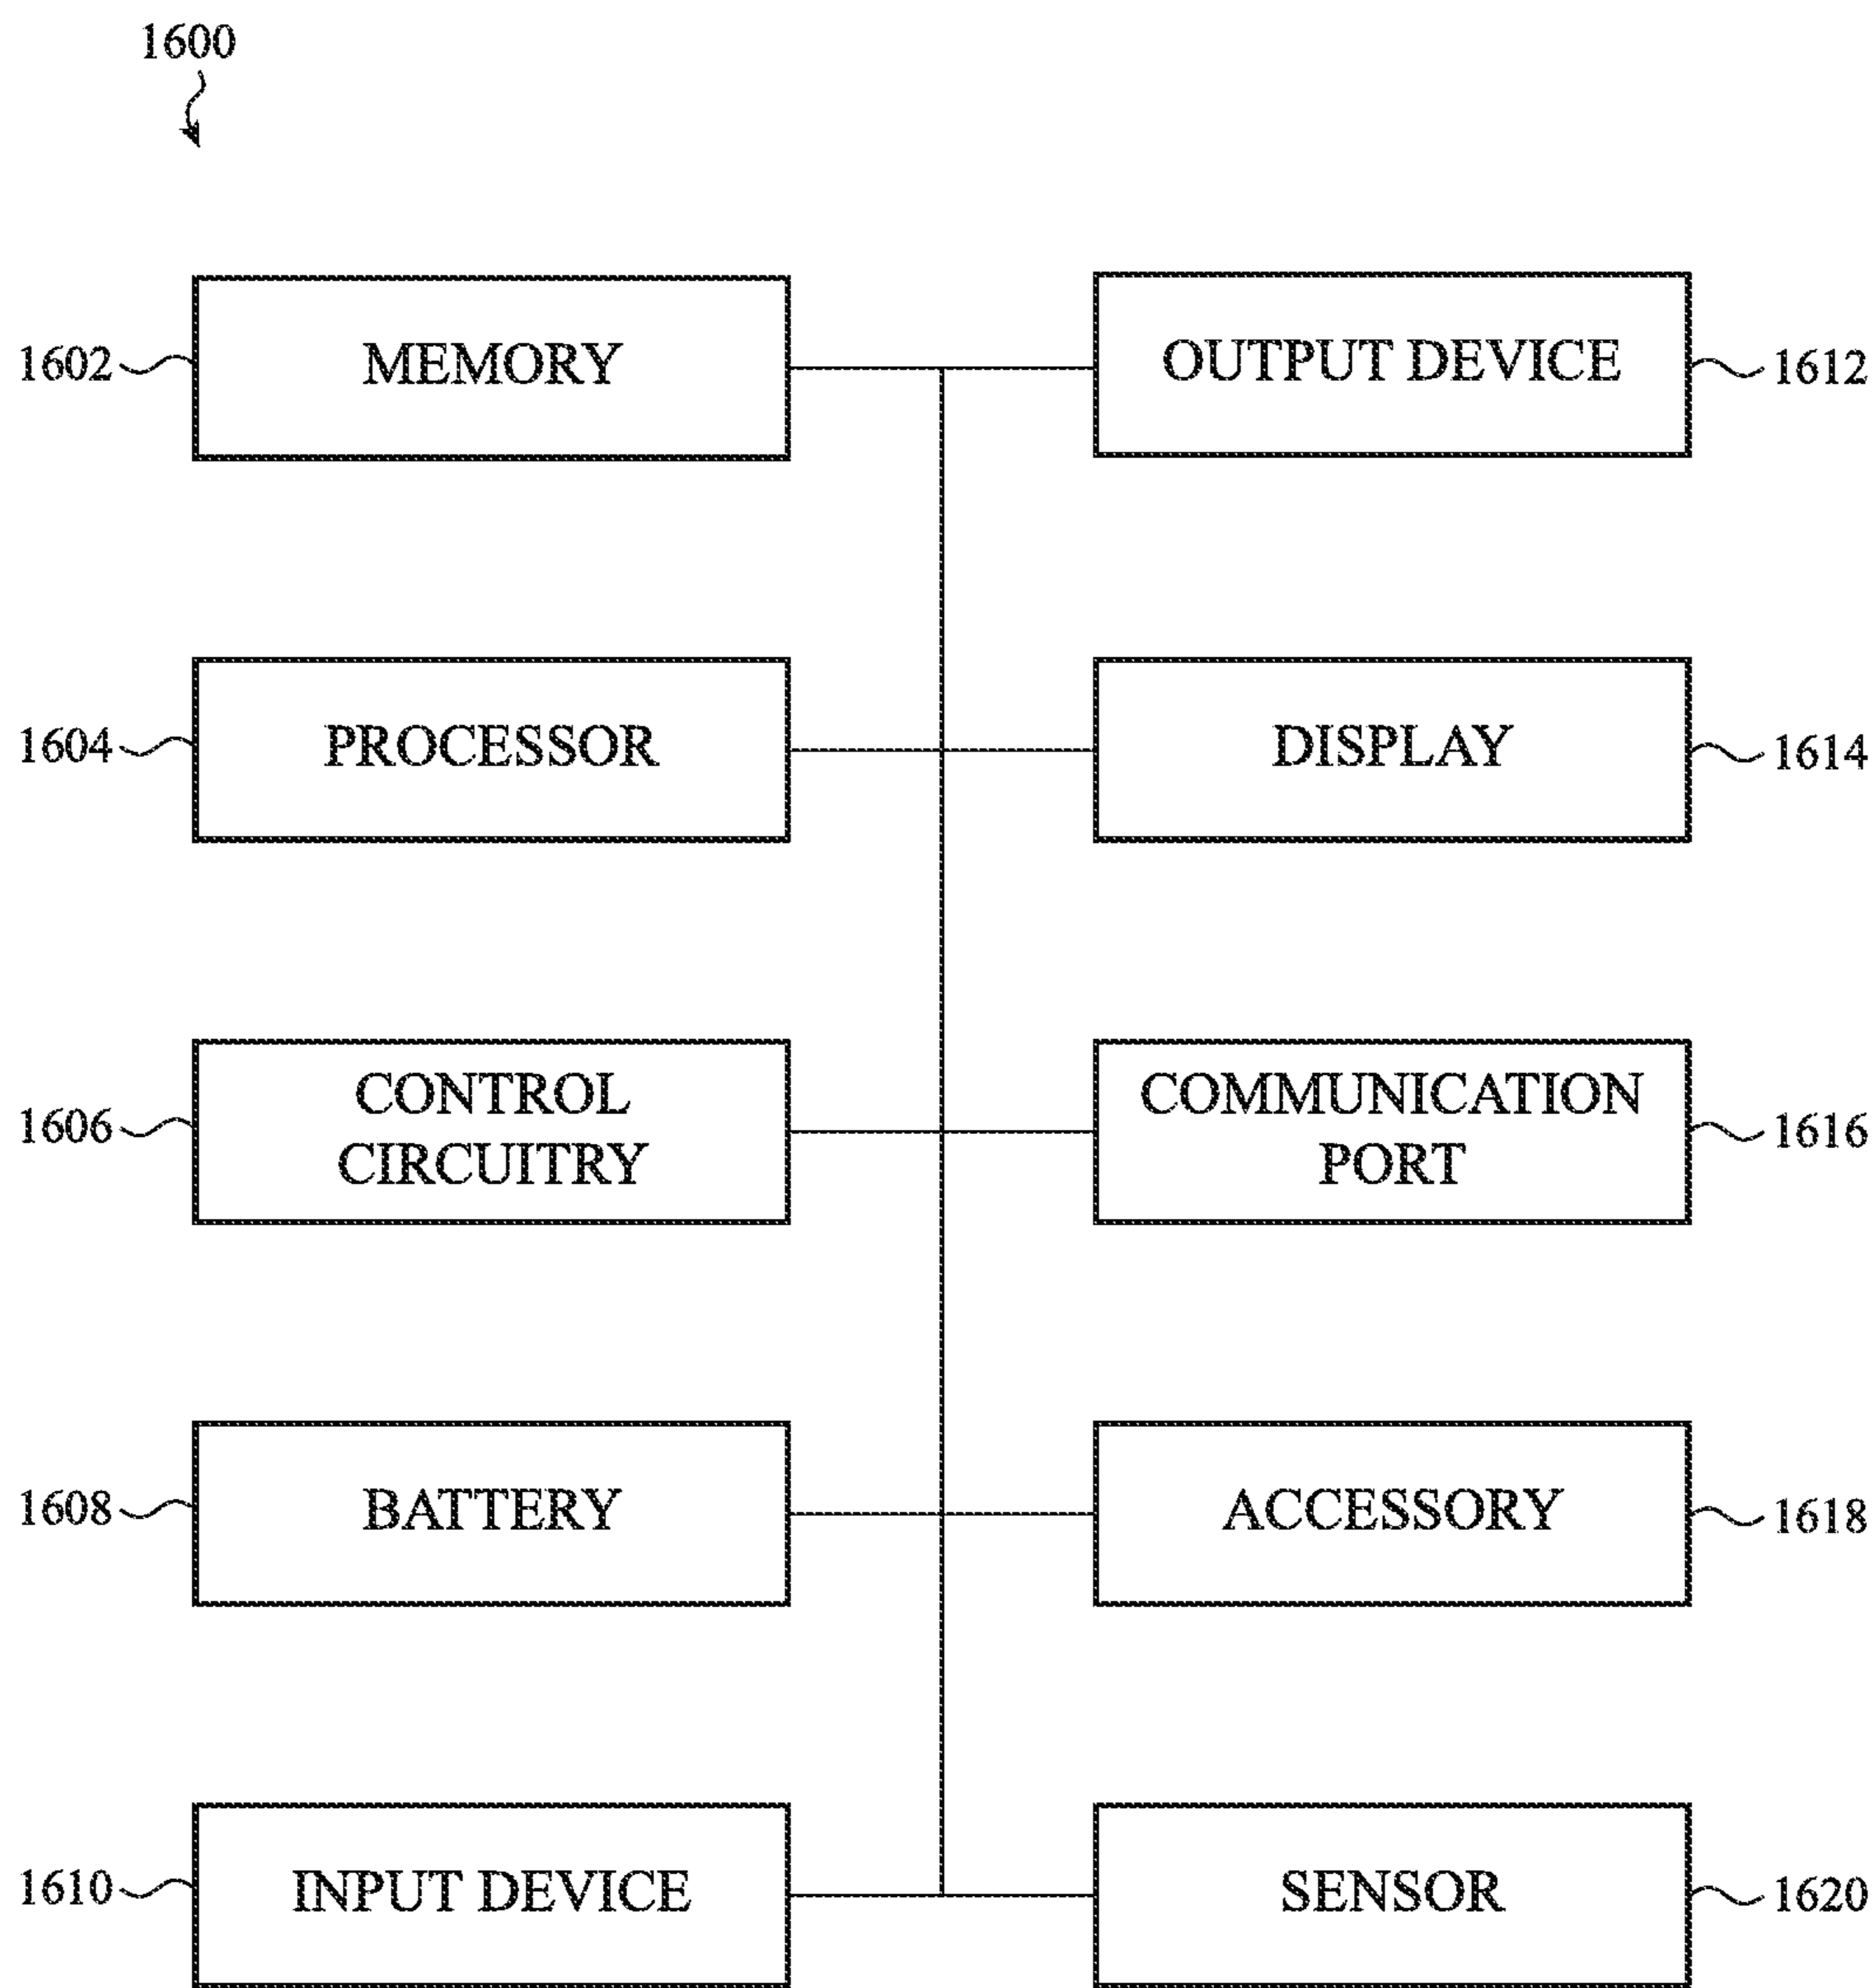 1600
1602 MEMORY OUTPUT DEVICE 1612
1604 PROCESSOR DISPLAY 1614
1606 CONTROL CIRCUITRY COMMUNICATION PORT 1616
1608 BATTERY ACCESSORY 1618
1610 INPUT DEVICE SENSOR 1620